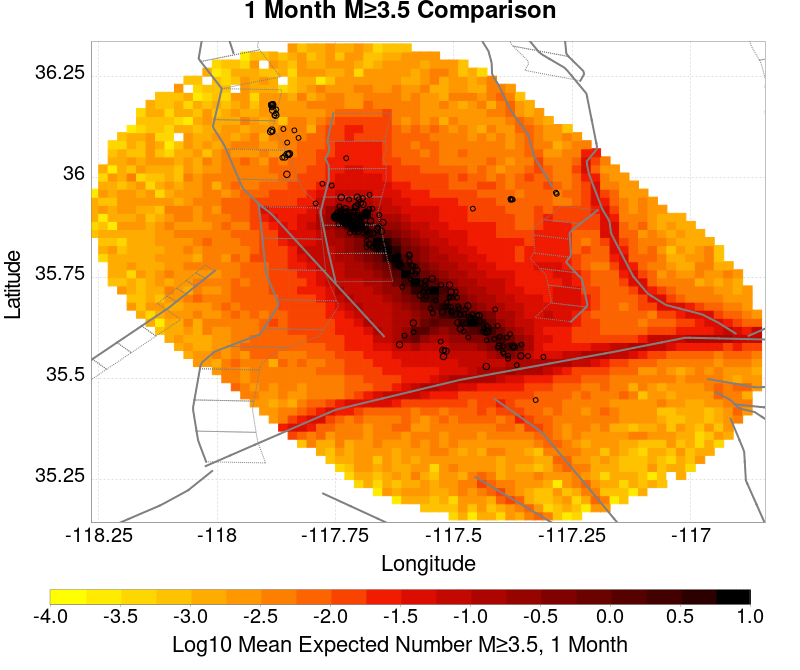 1 Month M≥3.5 Comparison
36.25
36
35.75
35.5
35.25
Latitude
-118.25 -118 -117.75 -117.5 -117.25 -117
Longitude
-4.0 -3.5 -3.0 -2.5 -2.0 -1.5 -1.0 -0.5 0.0 0.5 1.0
Log10 Mean Expected Number M≥3.5, 1 Month